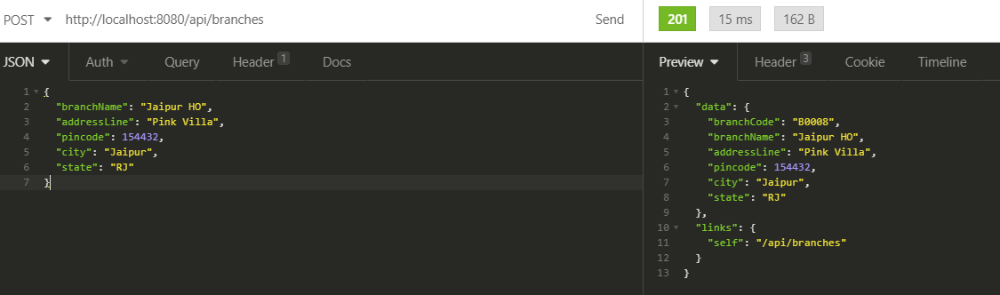 POST http://localhost:8080/api/branches Send 201 15 ms 162 B
JSON Auth Query Header 1 Docs Preview Header 3 Cookie Timeline
1 {
2 "branchName": "Jaipur HO",
3 "addressLine": "Pink Villa",
4 "pincode": 154432,
5 "city": "Jaipur",
6 "state": "RJ"
7 }
1 {
2 "data": {
3 "branchCode": "B0008",
4 "branchName": "Jaipur HO",
5 "addressLine": "Pink Villa",
6 "pincode": 154432,
7 "city": "Jaipur",
8 "state": "RJ"
9 },
10 "links": {
11 "self": "/api/branches"
12 }
13 }